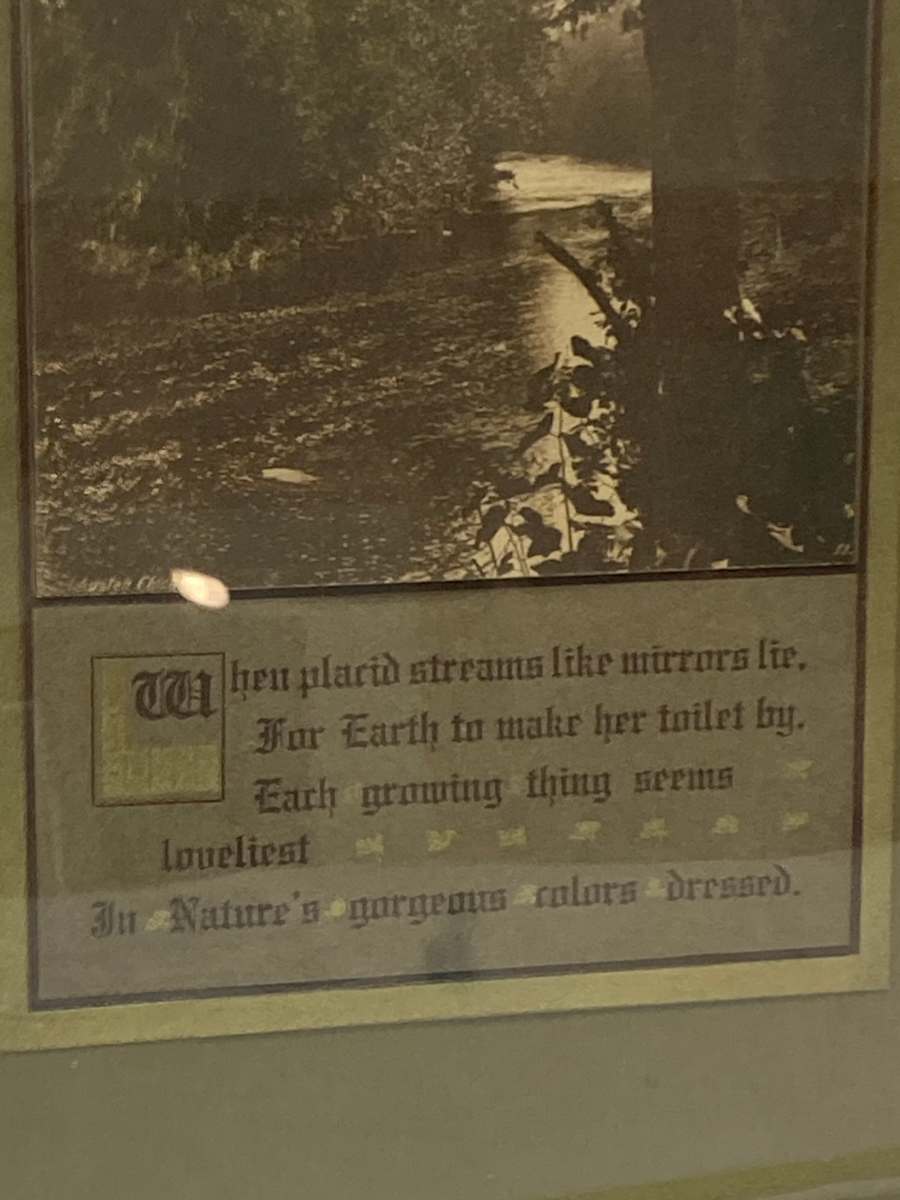 When placid streams like mirrors lie,
For Earth to make her toilet by.
Each growing thing seems
loveliest
In Nature's gorgeous colors dressed.